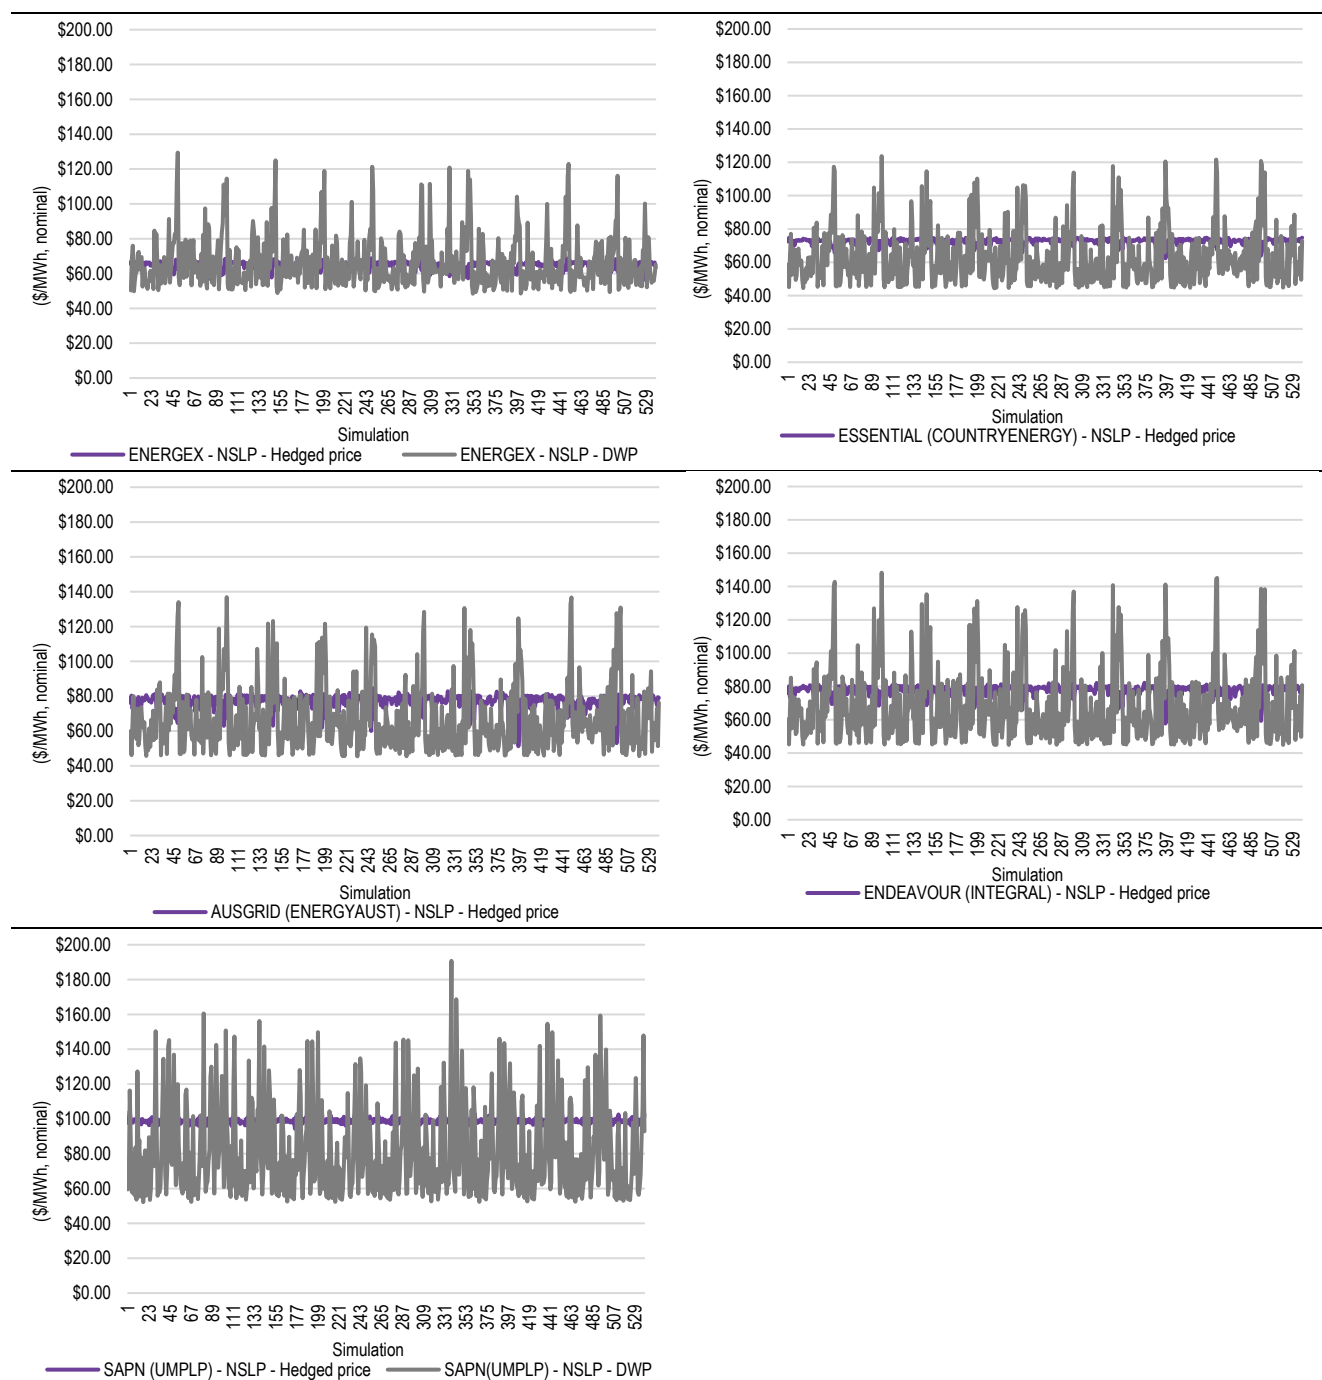 $200.00
$180.00
$160.00
$140.00
$120.00
$100.00
$80.00
$60.00
$40.00
$20.00
$0.00
($/MWh, nominal)
1 23 45 67 89 111 133 155 177 199 221 243 265 287 309 331 353 375 397 419 441 463 485 507 529
Simulation
ENERGEX - NSLP - Hedged price ENERGEX - NSLP - DWP
$200.00
$180.00
$160.00
$140.00
$120.00
$100.00
$80.00
$60.00
$40.00
$20.00
$0.00
($/MWh, nominal)
1 23 45 67 89 111 133 155 177 199 221 243 265 287 309 331 353 375 397 419 441 463 485 507 529
Simulation
ESSENTIAL (COUNTRYENERGY) - NSLP - Hedged price
$200.00
$180.00
$160.00
$140.00
$120.00
$100.00
$80.00
$60.00
$40.00
$20.00
$0.00
($/MWh, nominal)
1 23 45 67 89 111 133 155 177 199 221 243 265 287 309 331 353 375 397 419 441 463 485 507 529
Simulation
AUSGRID (ENERGYAUST) - NSLP - Hedged price
$200.00
$180.00
$160.00
$140.00
$120.00
$100.00
$80.00
$60.00
$40.00
$20.00
$0.00
($/MWh, nominal)
1 23 45 67 89 111 133 155 177 199 221 243 265 287 309 331 353 375 397 419 441 463 485 507 529
Simulation
ENDEAVOUR (INTEGRAL) - NSLP - Hedged price
$200.00
$180.00
$160.00
$140.00
$120.00
$100.00
$80.00
$60.00
$40.00
$20.00
$0.00
($/MWh, nominal)
1 23 45 67 89 111 133 155 177 199 221 243 265 287 309 331 353 375 397 419 441 463 485 507 529
Simulation
SAPN (UMPLP) - NSLP - Hedged price SAPN(UMPLP) - NSLP - DWP